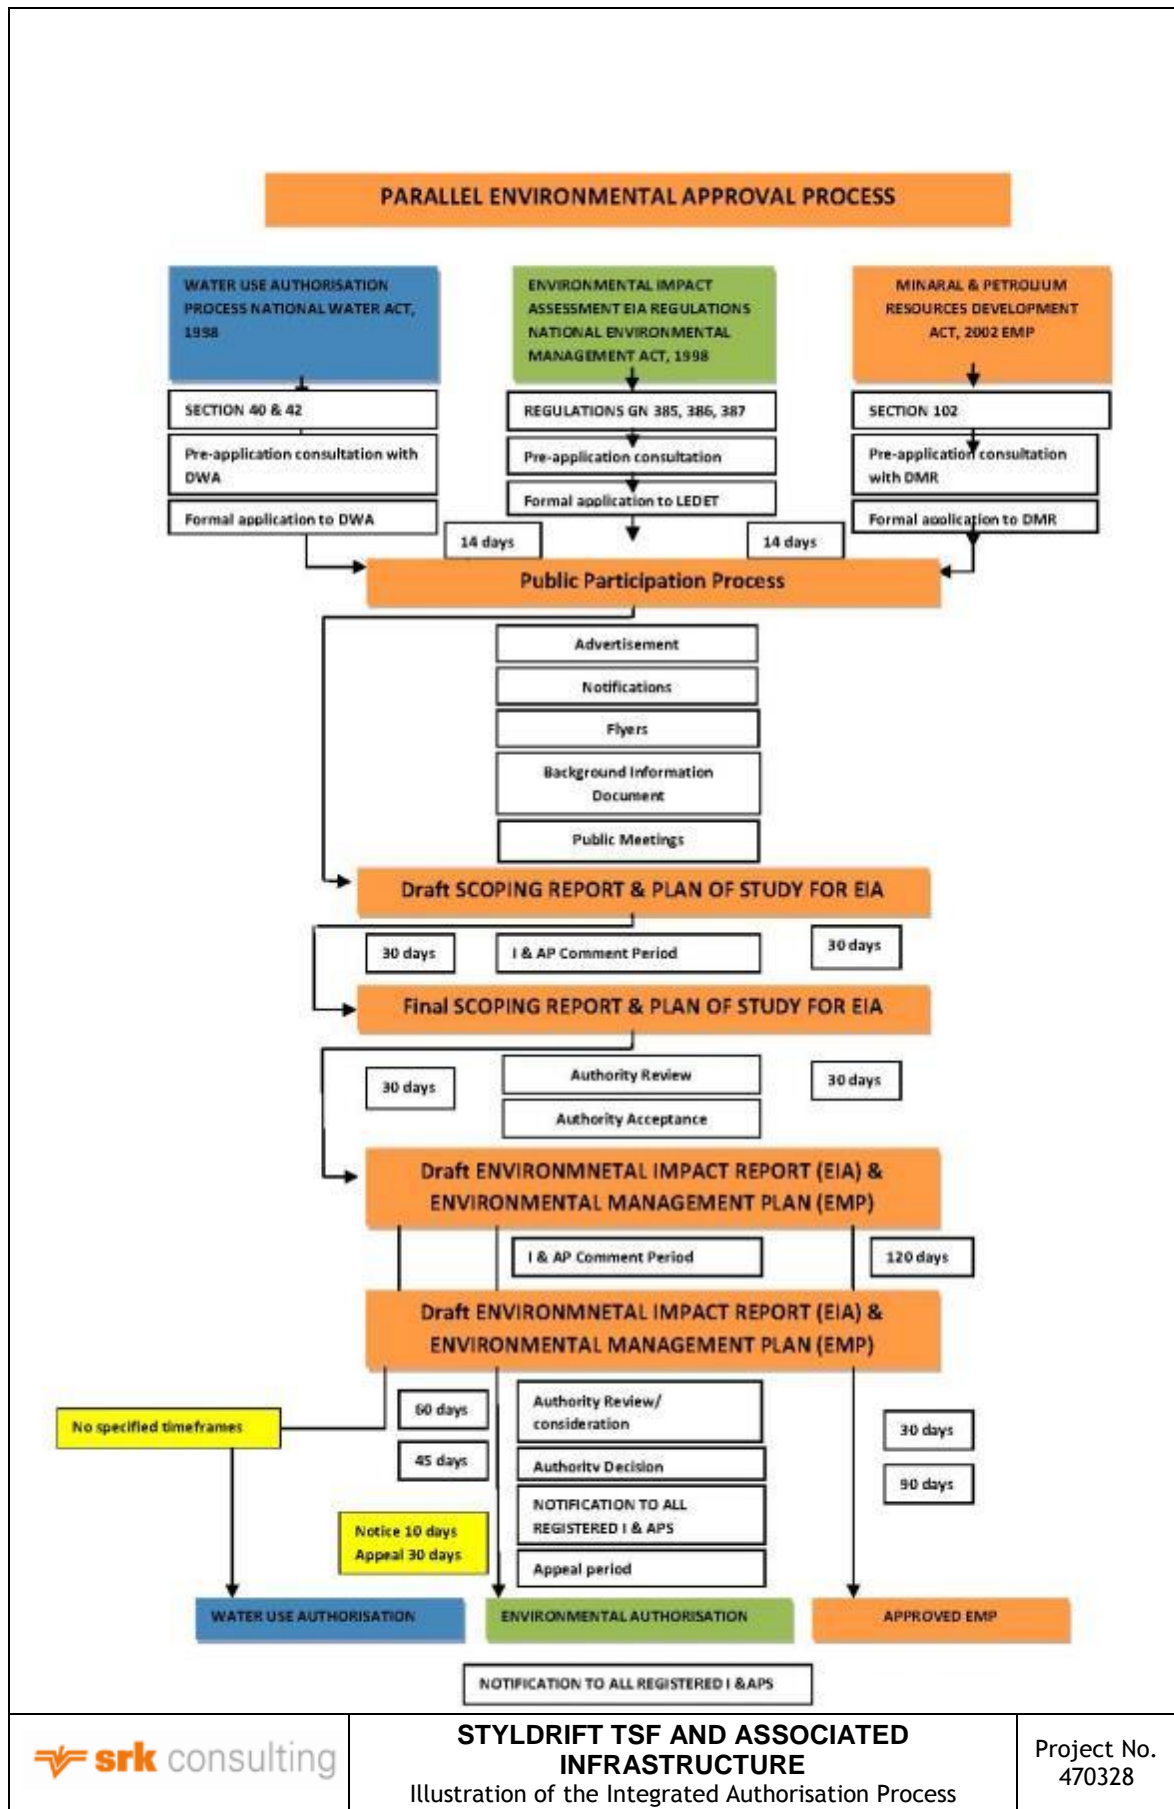 PARALLEL ENVIRONMENTAL APPROVAL PROCESS
WATER USE AUTHORISATION
PROCESS NATIONAL WATER ACT,
1998
ENVIRONMENTAL IMPACT
ASSESSMENT EIA REGULATIONS
NATIONAL ENVIRONMENTAL
MANAGEMENT ACT, 1998
MINARAL & PETROLIUM
RESOURCES DEVELOPMENT
ACT, 2002 EMP
SECTION 40 & 42
REGULATIONS GN 385, 386, 387
SECTION 102
Pre-application consultation with
DWA
Pre-application consultation
Pre-application consultation
with DMR
Formal application to DWA
Formal application to LEDET
Formal application to DMR
14 days
14 days
Public Participation Process
Advertisement
Notifications
Flyers
Background Information
Document
Public Meetings
Draft SCOPING REPORT & PLAN OF STUDY FOR EIA
30 days
I & AP Comment Period
30 days
Final SCOPING REPORT & PLAN OF STUDY FOR EIA
30 days
Authority Review
30 days
Authority Acceptance
Draft ENVIRONMNETAL IMPACT REPORT (EIA) &
ENVIRONMENTAL MANAGEMENT PLAN (EMP)
I & AP Comment Period
120 days
Draft ENVIRONMNETAL IMPACT REPORT (EIA) &
ENVIRONMENTAL MANAGEMENT PLAN (EMP)
No specified timeframes
60 days
Authority Review/
consideration
30 days
45 days
Authority Decision
90 days
NOTIFICATION TO ALL
REGISTERED I & APS
Notice 10 days
Appeal 30 days
Appeal period
WATER USE AUTHORISATION
ENVIRONMENTAL AUTHORISATION
APPROVED EMP
NOTIFICATION TO ALL REGISTERED I &APS
srk consulting
STYLDRIFT TSF AND ASSOCIATED
INFRASTRUCTURE
Illustration of the Integrated Authorisation Process
Project No.
470328